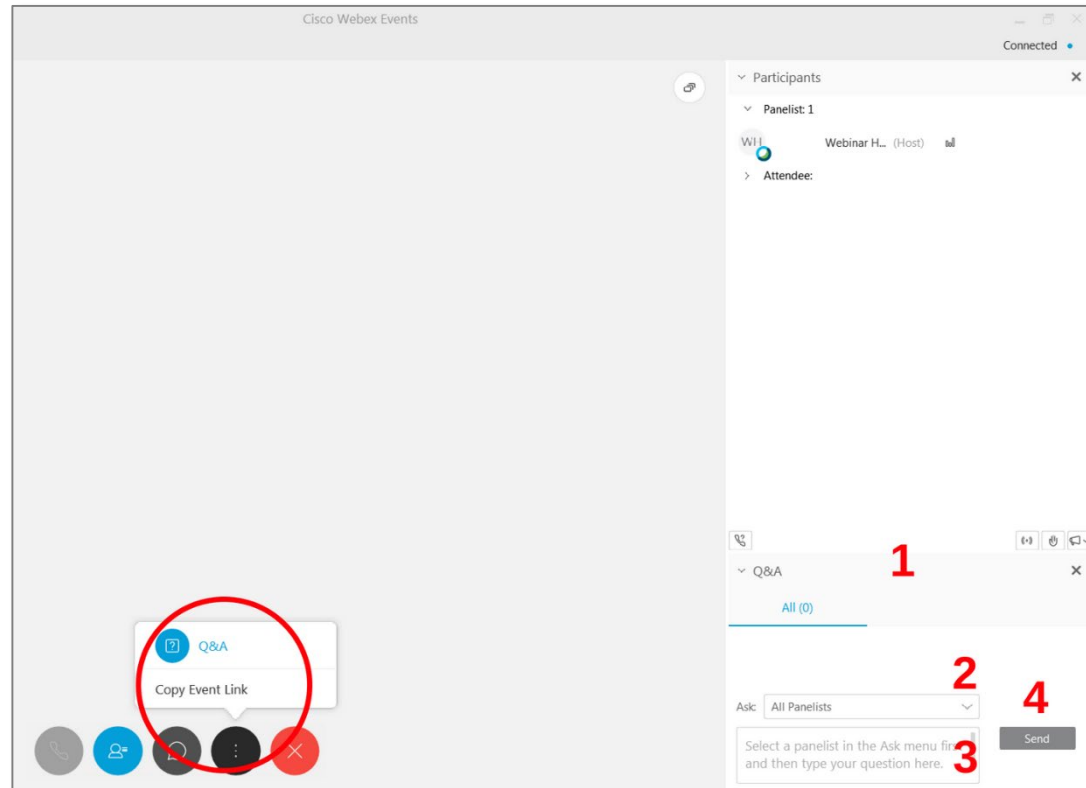 Cisco Webex Events
Connected
Participants
Panelist: 1
WH
Webinar H... (Host)
Attendee:
1
Q&A
All (0)
2
Ask: All Panelists
4
Select a panelist in the Ask menu fir
and then type your question here.
3
Send
Q&A
Copy Event Link